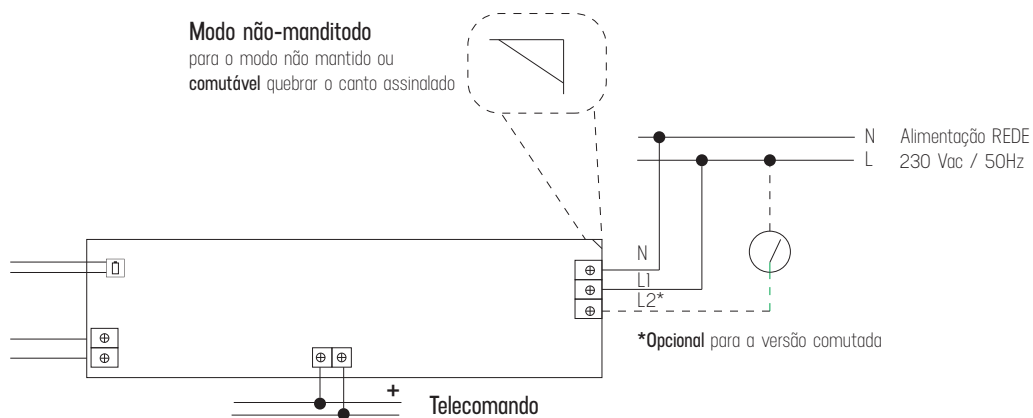 Modo não-manditodo
para o modo não mantido ou
comutável quebrar o canto assinalado
N Alimentação REDE
L 230 Vac / 50Hz
N
L1
L2*
*Opcional para a versão comutada
+
Telecomando